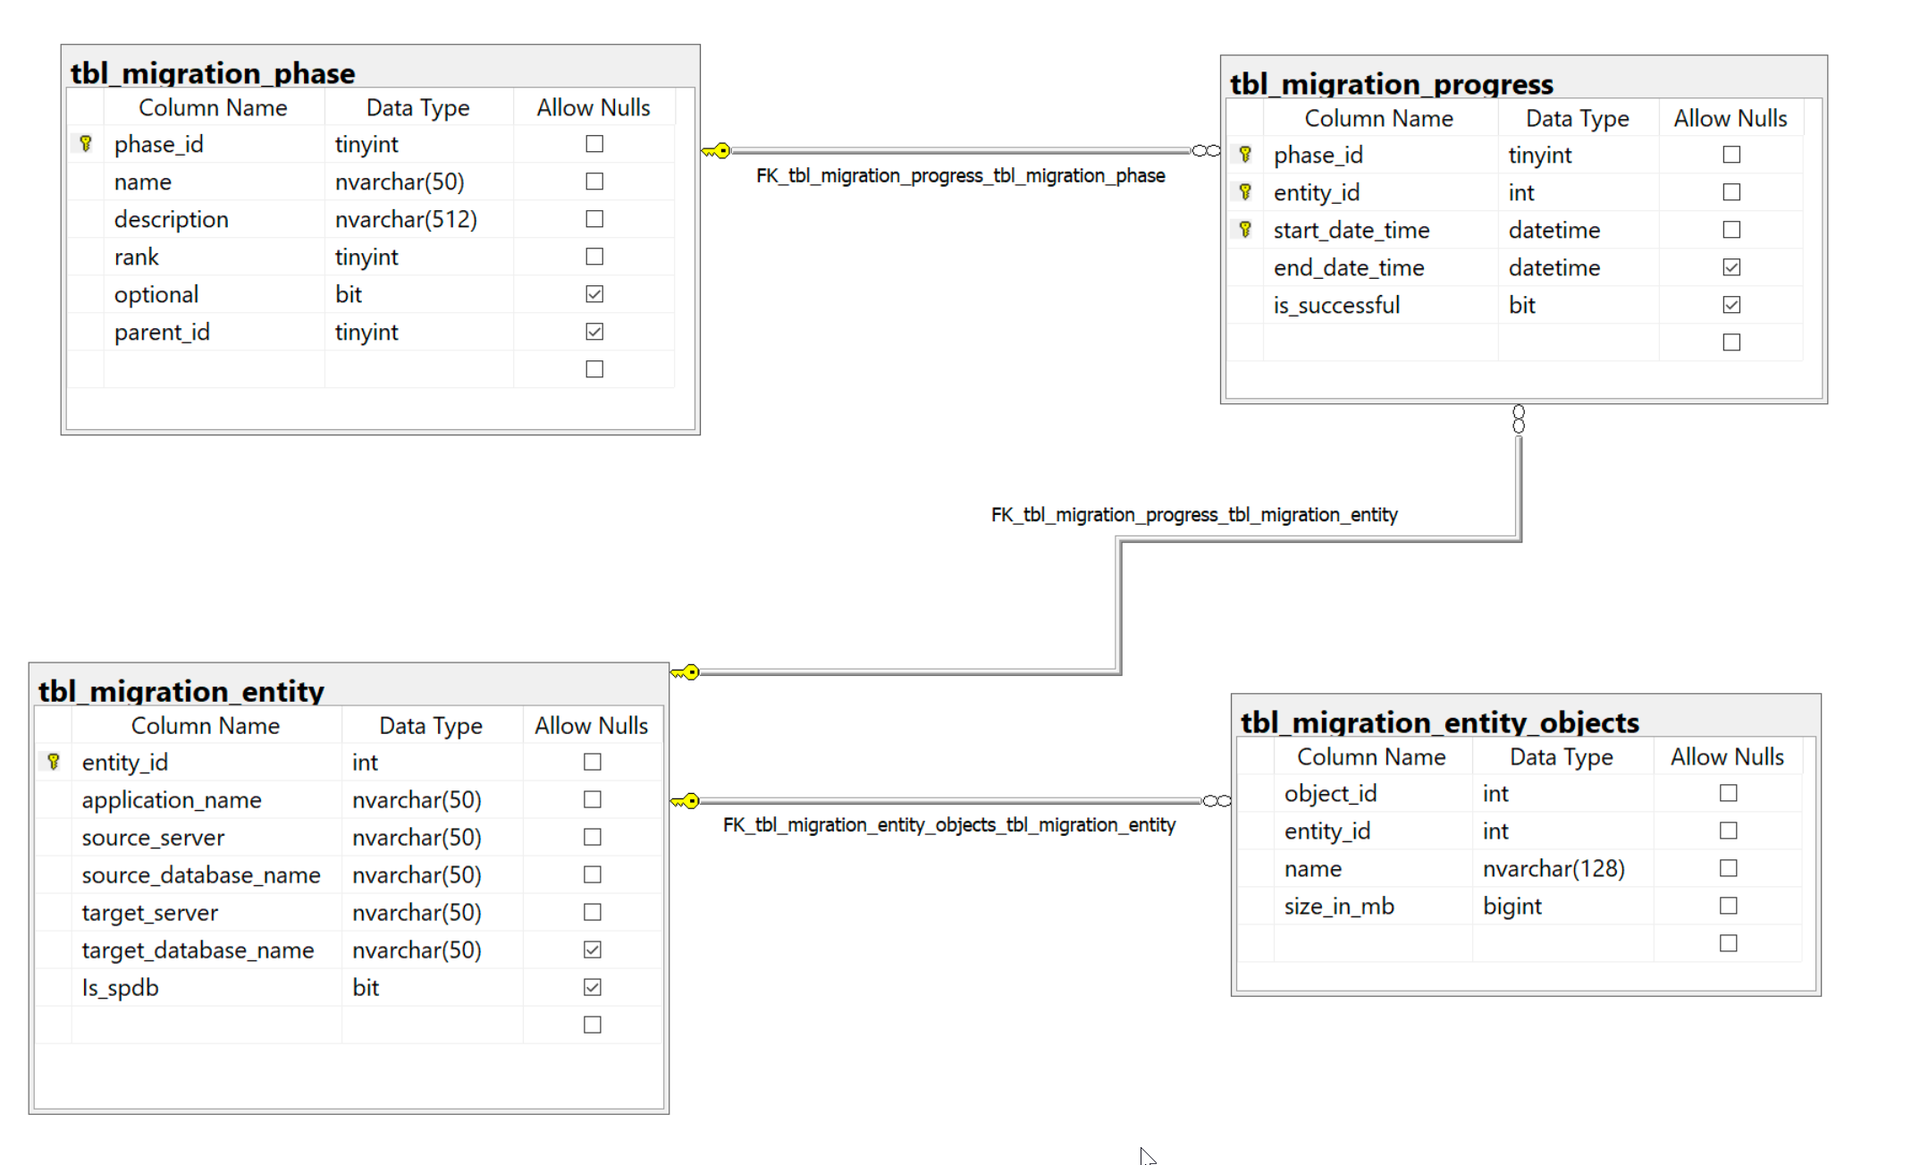 tbl_migration_phase
Column Name Data Type Allow Nulls
phase_id tinyint
name nvarchar(50)
description nvarchar(512)
rank tinyint
optional bit
parent_id tinyint
tbl_migration_progress
Column Name Data Type Allow Nulls
phase_id tinyint
entity_id int
start_date_time datetime
end_date_time datetime
is_successful bit
FK_tbl_migration_progress_tbl_migration_phase
FK_tbl_migration_progress_tbl_migration_entity
tbl_migration_entity
Column Name Data Type Allow Nulls
entity_id int
application_name nvarchar(50)
source_server nvarchar(50)
source_database_name nvarchar(50)
target_server nvarchar(50)
target_database_name nvarchar(50)
Is_spdb bit
FK_tbl_migration_entity_objects_tbl_migration_entity
tbl_migration_entity_objects
Column Name Data Type Allow Nulls
object_id int
entity_id int
name nvarchar(128)
size_in_mb bigint